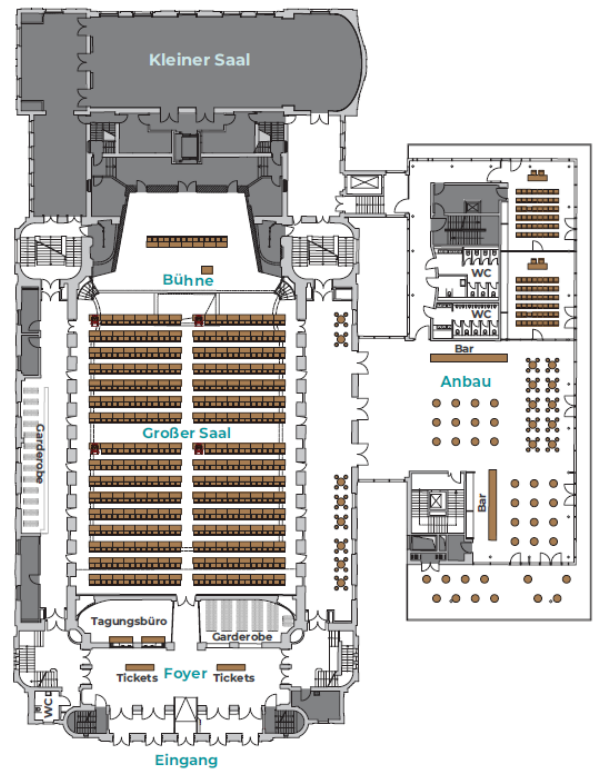 Kleiner Saal
Bühne
WC
WC
Bar
Anbau
Großer Saal
Garderobe
Bar
Tagungsbüro
Garderobe
Foyer
Tickets
Tickets
WC
Eingang